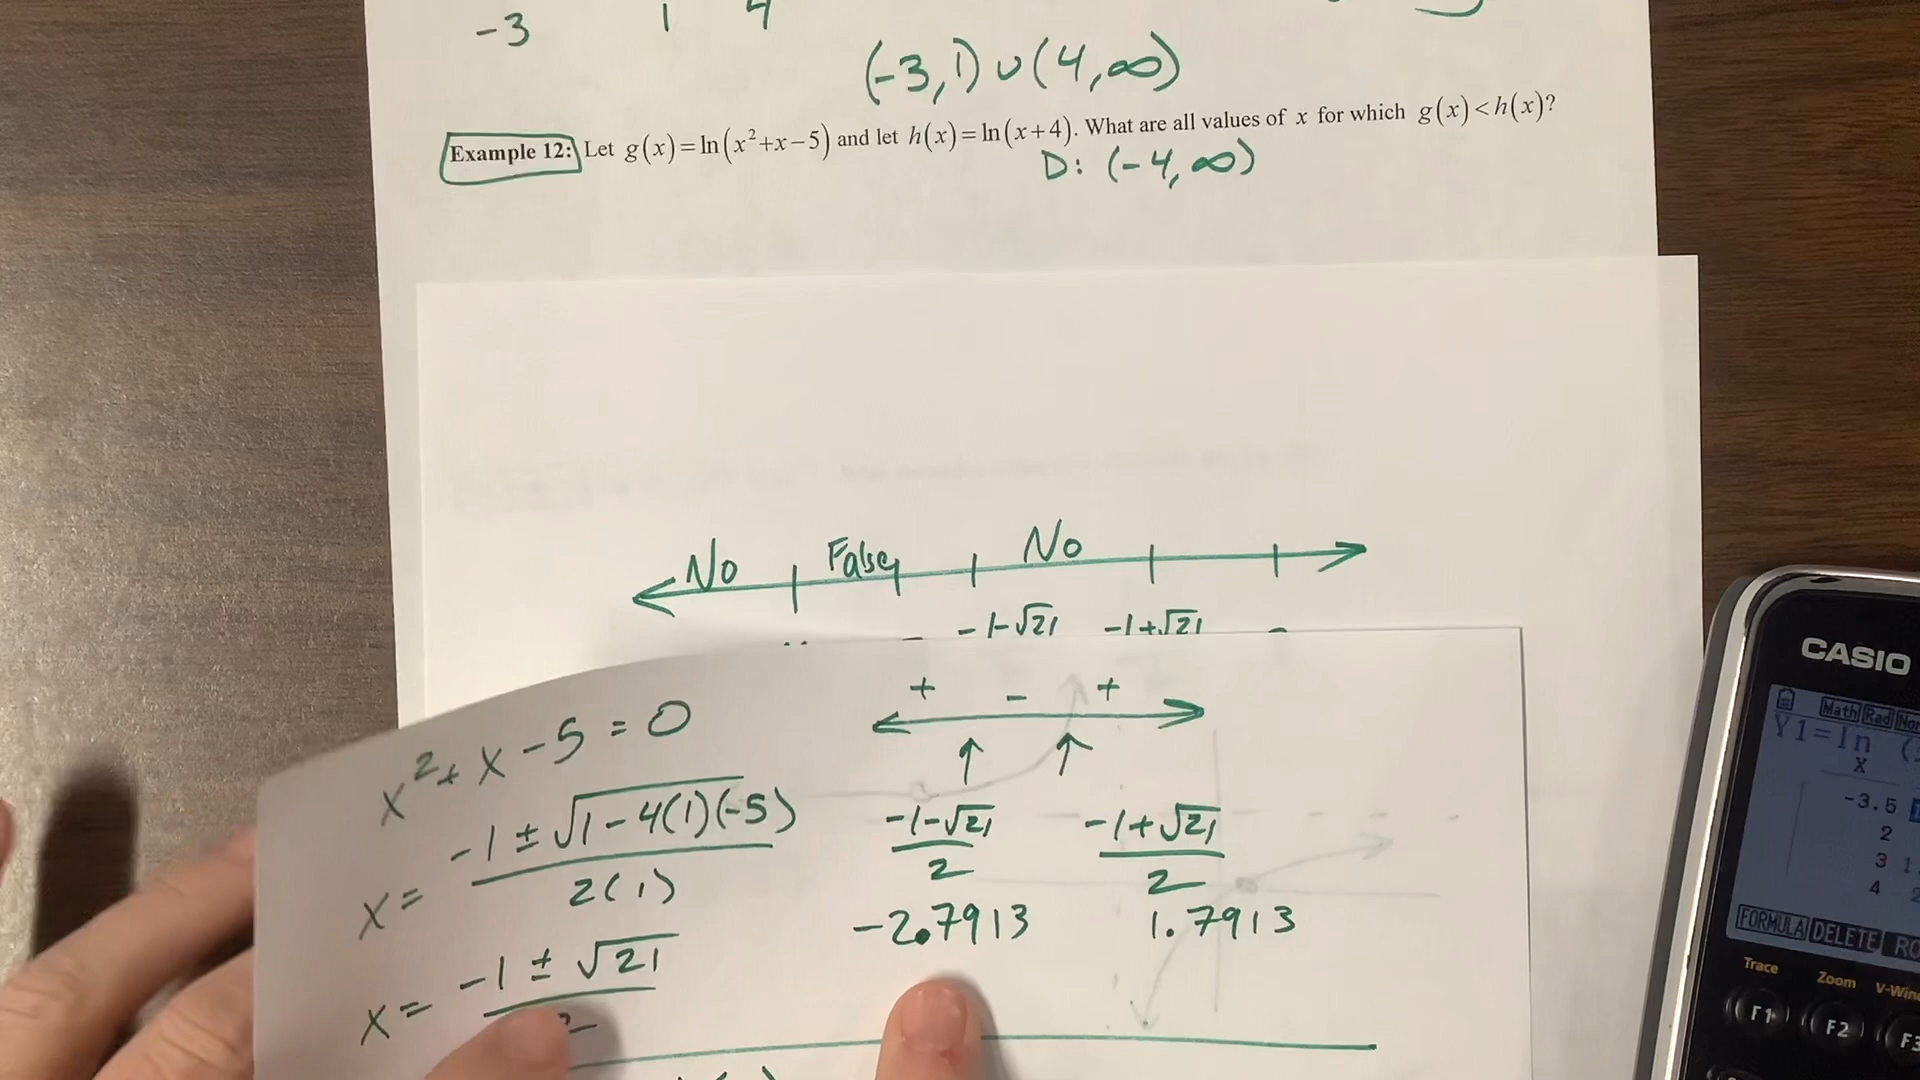 -3 1 4
(-3,1)∪(4,∞)
Example 12: Let g(x)=ln(x²+x−5) and let h(x)=ln(x+4). What are all values of x for which g(x)<h(x)?
D: (-4,∞)
No False No
-1-√21 -1+√21
x²+x-5=0
+ - +
x= -1±√1-4(1)(-5)
2(1)
-1-√21
2
-1+√21
2
-2.7913 1.7913
x= -1±√21
2
CASIO
Math Rad
Y1=ln (
X
-3.5
2
3
4
FORMULA DELETE
Trace Zoom
F1 F2 F3